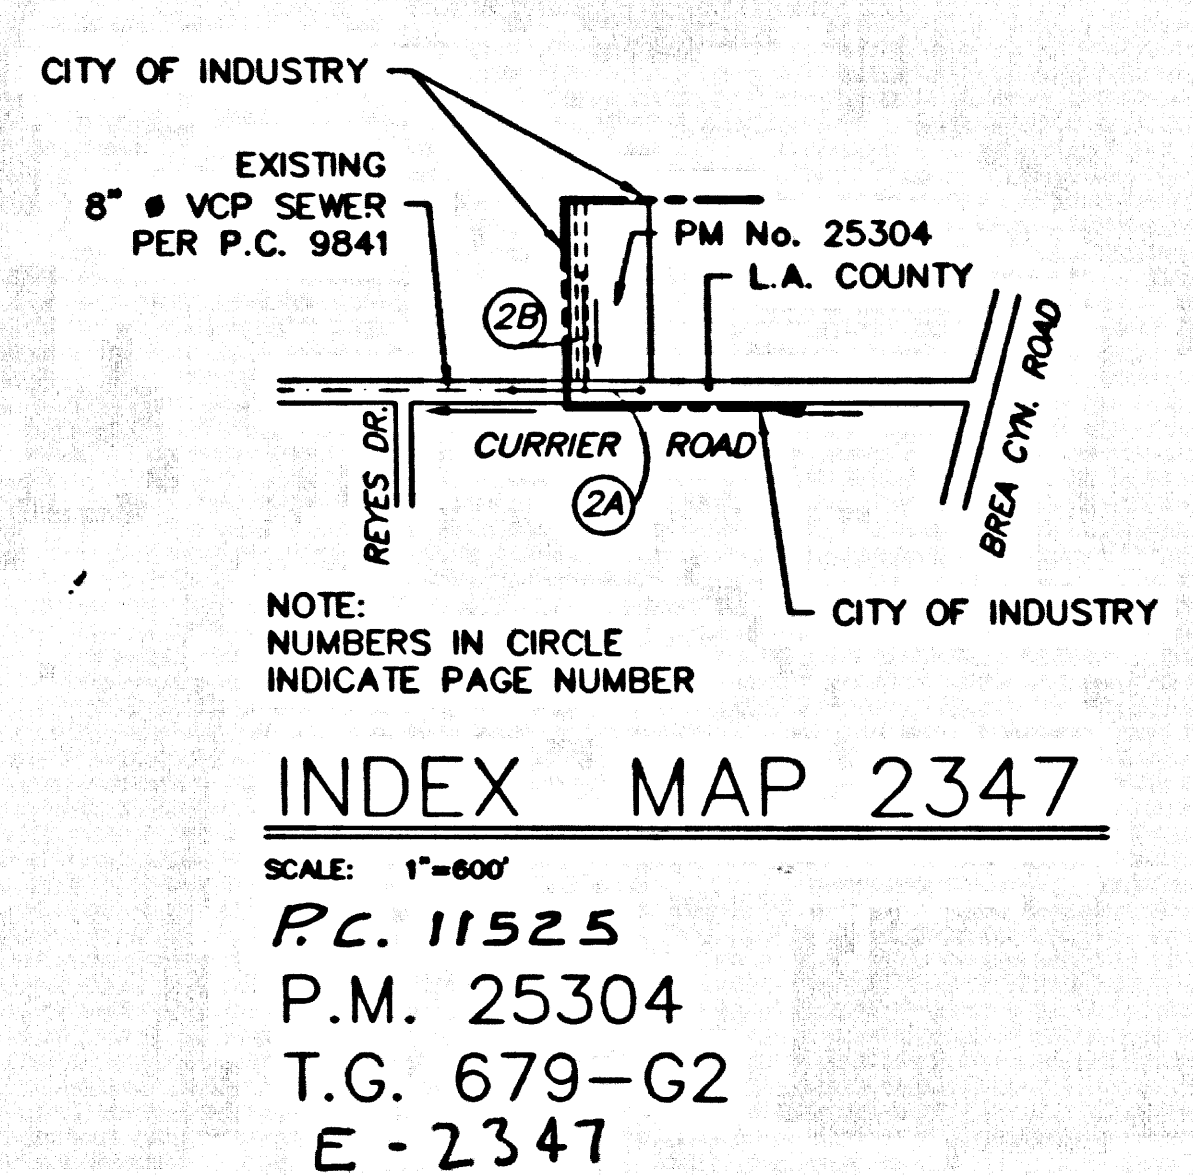 CITY OF INDUSTRY
EXISTING
8" ø VCP SEWER
PER P.C. 9841
PM No. 25304
L.A. COUNTY
2B
BREA CYN. ROAD
REYES DR.
CURRIER ROAD
2A
CITY OF INDUSTRY
NOTE:
NUMBERS IN CIRCLE
INDICATE PAGE NUMBER
INDEX MAP 2347
SCALE: 1"=600'
P.C. 11525
P.M. 25304
T.G. 679-G2
E - 2347